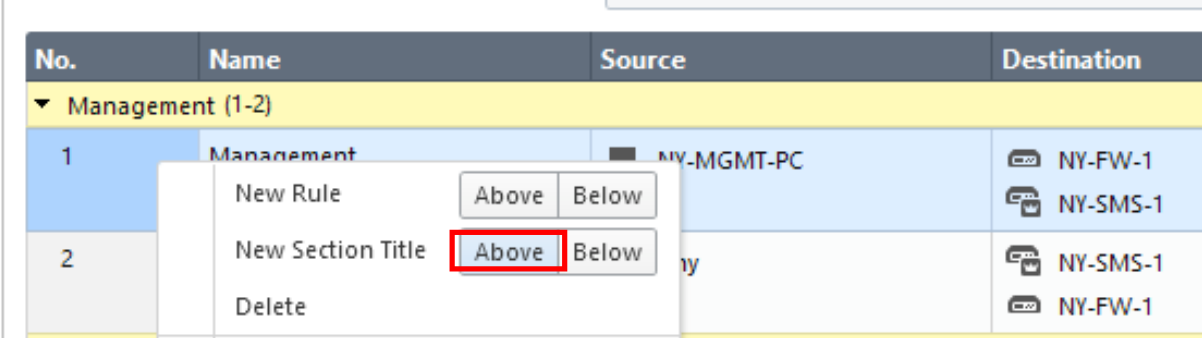 No. Name Source Destination
Management (1-2)
1 Management NY-MGMT-PC NY-FW-1
New Rule Above Below
NY-SMS-1
New Section Title Above Below
2 NY-SMS-1
Delete NY-FW-1